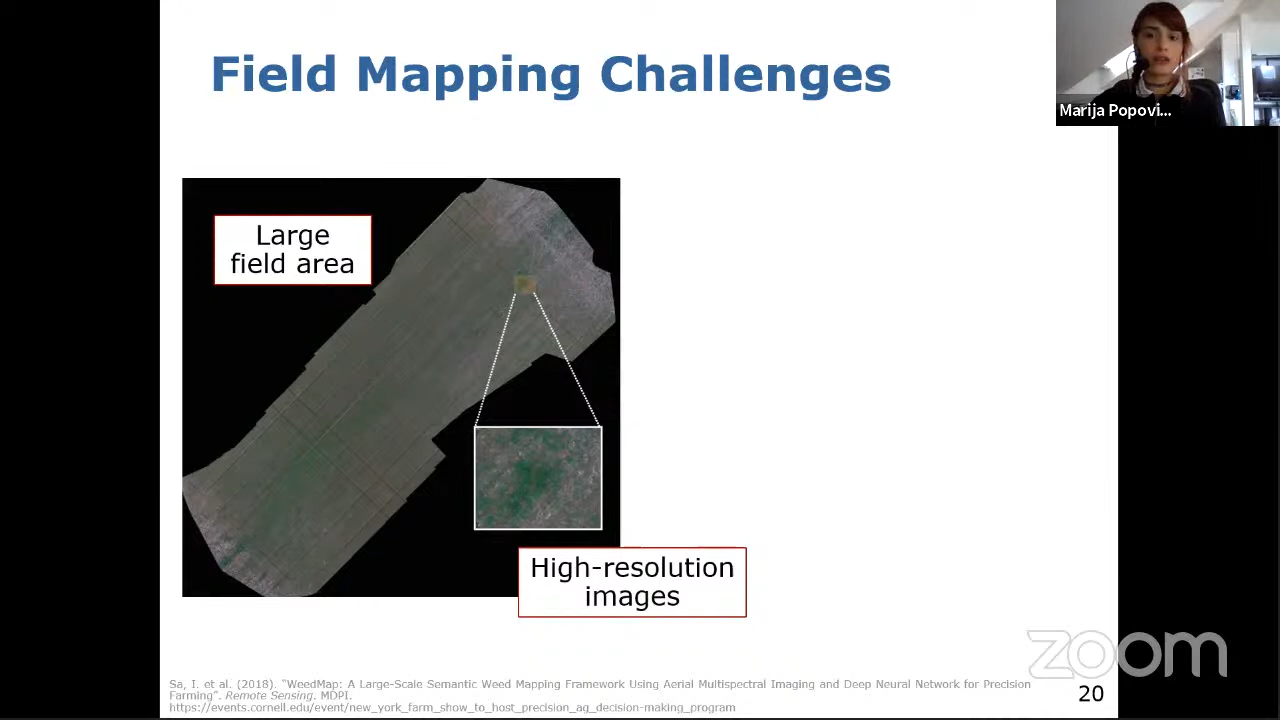 Field Mapping Challenges
Marija Popovi...
Large
field area
High-resolution
images
zoom
Sa, I. et al. (2018). "WeedMap: A Large-Scale Semantic Weed Mapping Framework Using Aerial Multispectral Imaging and Deep Neural Network for Precision
Farming". Remote Sensing. MDPI.
https://events.cornell.edu/event/new_york_farm_show_to_host_precision_ag_decision-making_program
20